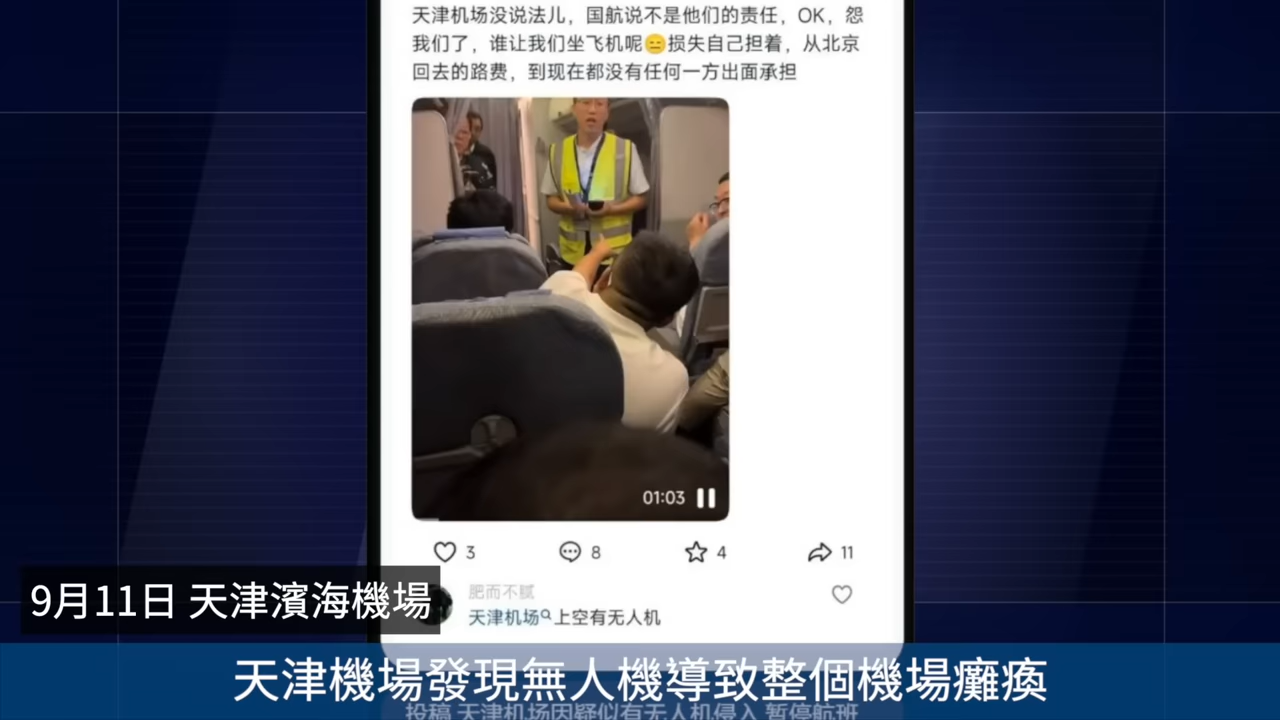 天津机场没说法儿，国航说不是他们的责任，OK，怨
我们了，谁让我们坐飞机呢😑损失自己担着，从北京
回去的路费，到现在都没有任何一方出面承担
01:03
3
8
4
11
肥而不腻
天津机场上空有无人机
9月11日 天津濱海機場
天津機場發現無人機導致整個機場癱瘓
投稿 天津机场因疑似有无人机侵入 暂停航班